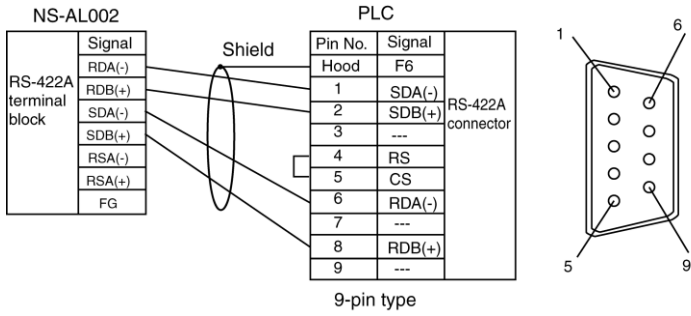 NS-AL002
PLC
Signal
RS-422A
terminal
block
RDA(-)
RDB(+)
SDA(-)
SDB(+)
RSA(-)
RSA(+)
FG
Shield
Pin No. Signal
Hood F6
1 SDA(-)
2 SDB(+)
3 ---
4 RS
5 CS
6 RDA(-)
7 ---
8 RDB(+)
9 ---
RS-422A
connector
9-pin type
1
6
5
9